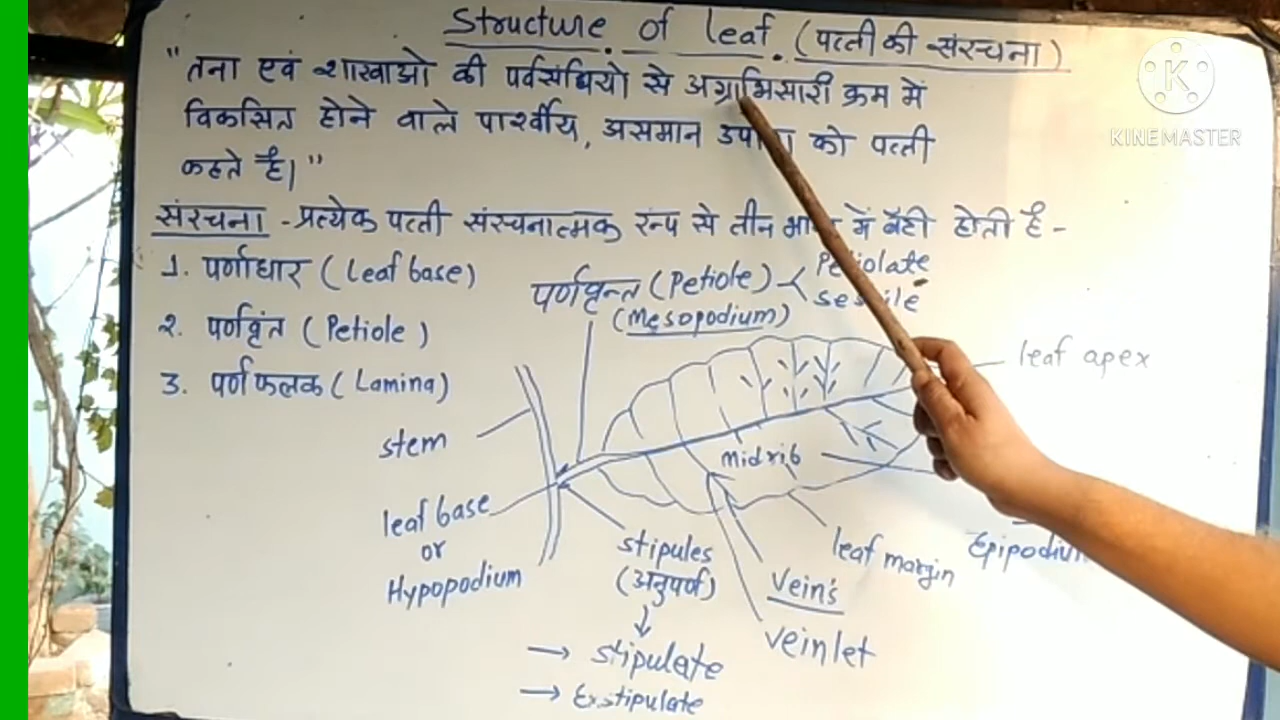 Structure of leaf (पत्ती की संरचना)
"तना एवं शाखाओ की पर्वसंधियो से अग्राभिसारी क्रम में
विकसित होने वाले पार्श्वीय, असमान को पत्ती
कहते है।"
संरचना - प्रत्येक पत्ती संरचनात्मक रूप से तीन में बँटी होती है -
1. पर्णाधार (Leaf base)
2. पर्णवृंत (Petiole)
3. पर्णफलक (Lamina)
पर्णवृन्त (Petiole)
Petiolate
sessile
(Mesopodium)
leaf apex
stem
midrib
leaf base
or
Hypopodium
stipules
(अनुपर्ण)
↓
→ stipulate
→ Exstipulate
leaf margin
Vein's
veinlet
KINEMASTER
K